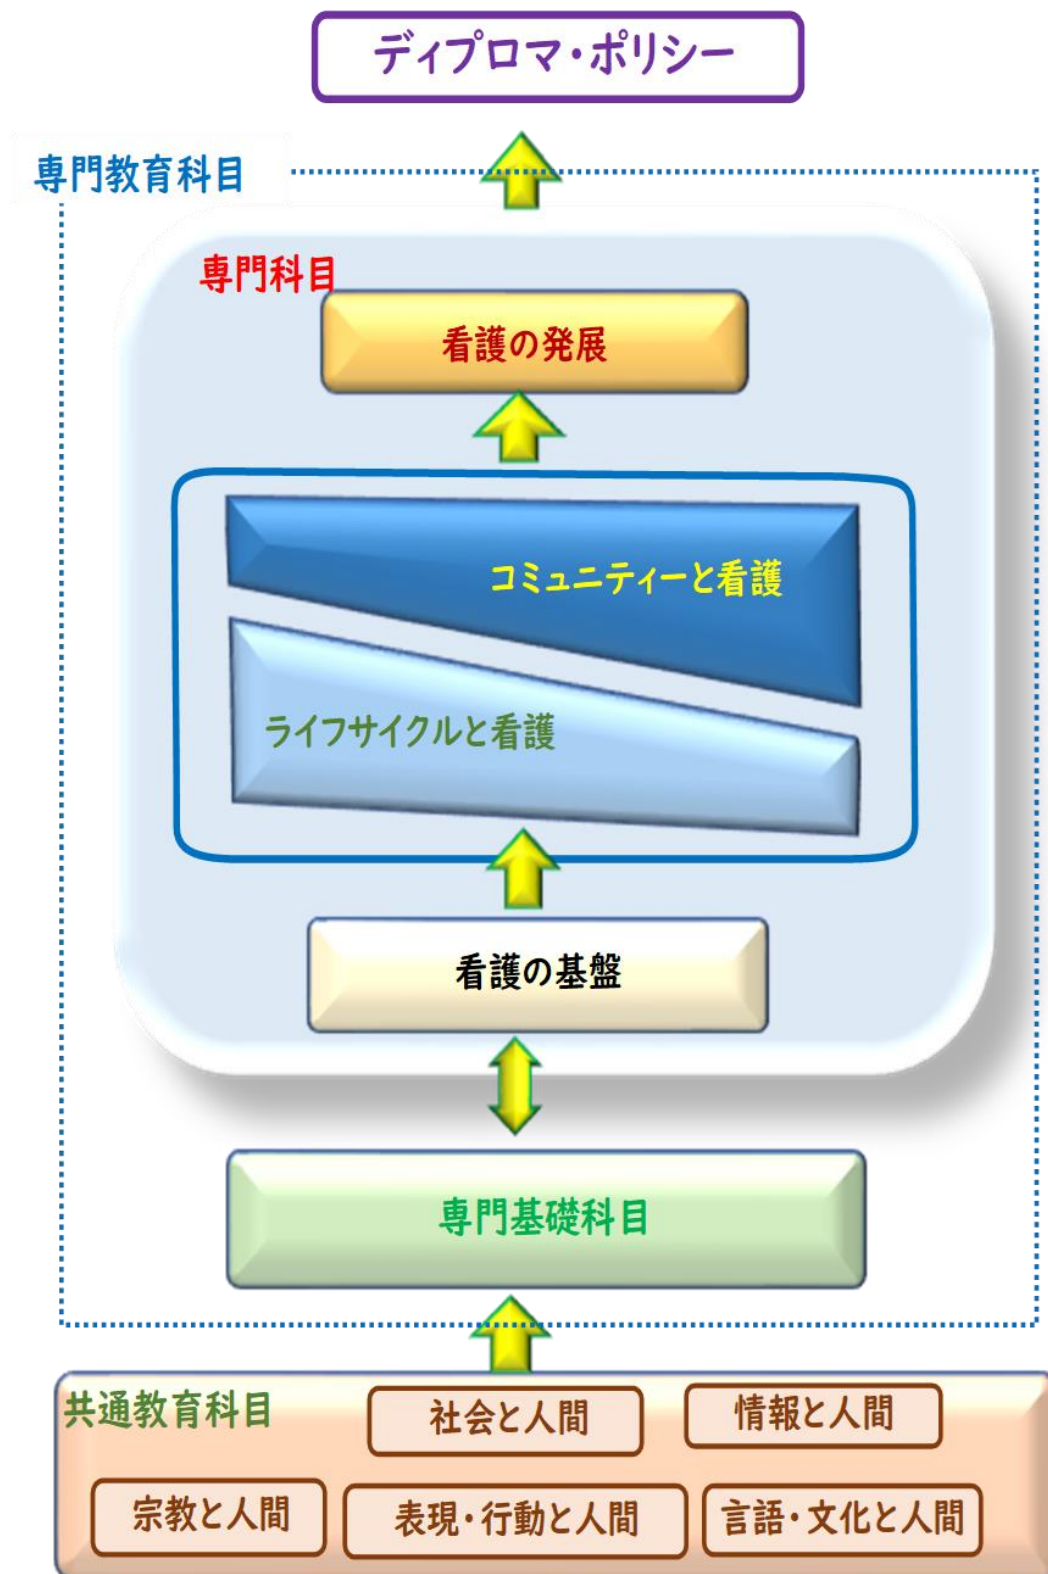 ディプロマ・ポリシー
専門教育科目
専門科目
看護の発展
コミュニティーと看護
ライフサイクルと看護
看護の基盤
専門基礎科目
共通教育科目
社会と人間
情報と人間
宗教と人間
表現・行動と人間
言語・文化と人間